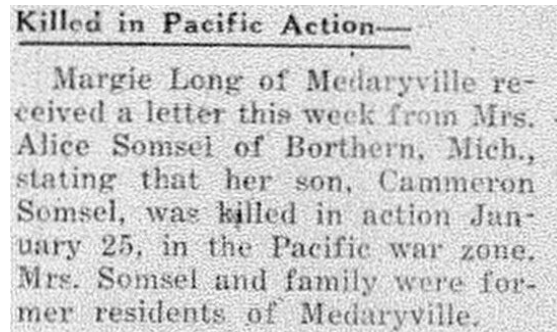 Killed in Pacific Action—
Margie Long of Medaryville re-
ceived a letter this week from Mrs.
Alice Somsel of Borthern, Mich.,
stating that her son, Cammeron
Somsel, was killed in action Jan-
uary 25, in the Pacific war zone.
Mrs. Somsel and family were for-
mer residents of Medaryville.